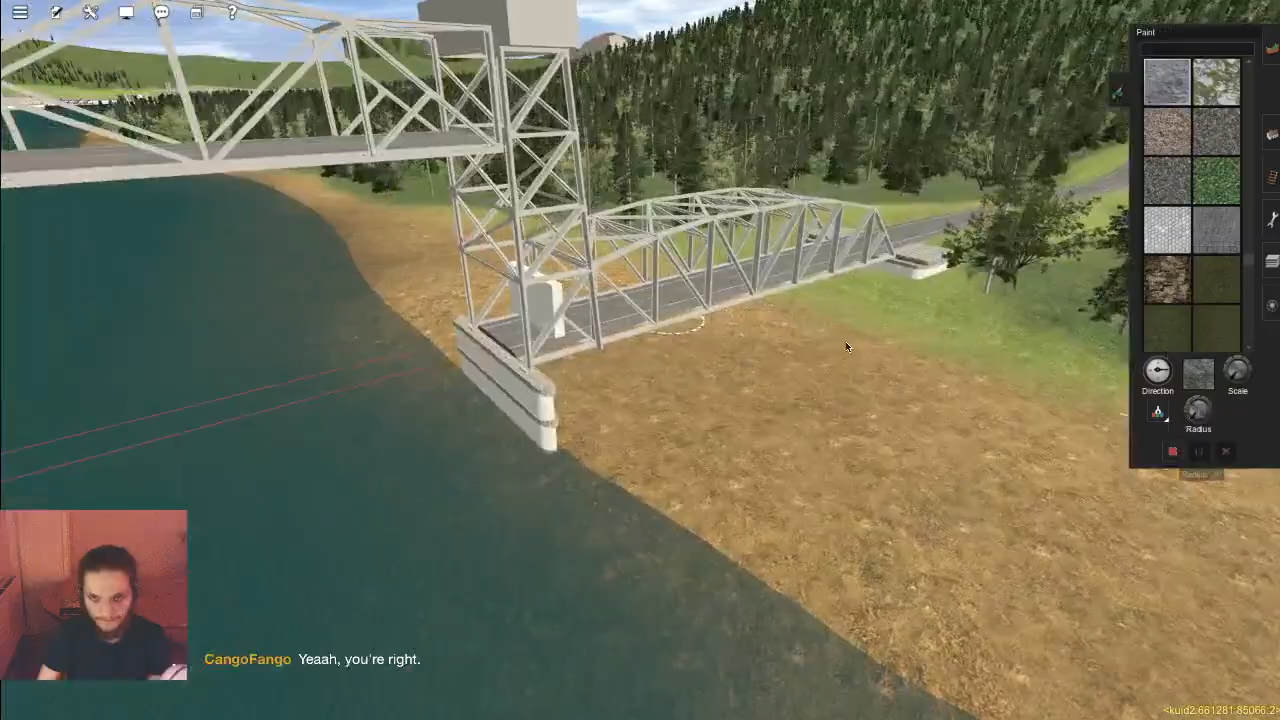 ?
Paint
Direction
Scale
Radius
CangoFango Yeaah, you're right.
<kuid2:661281:85066:2>